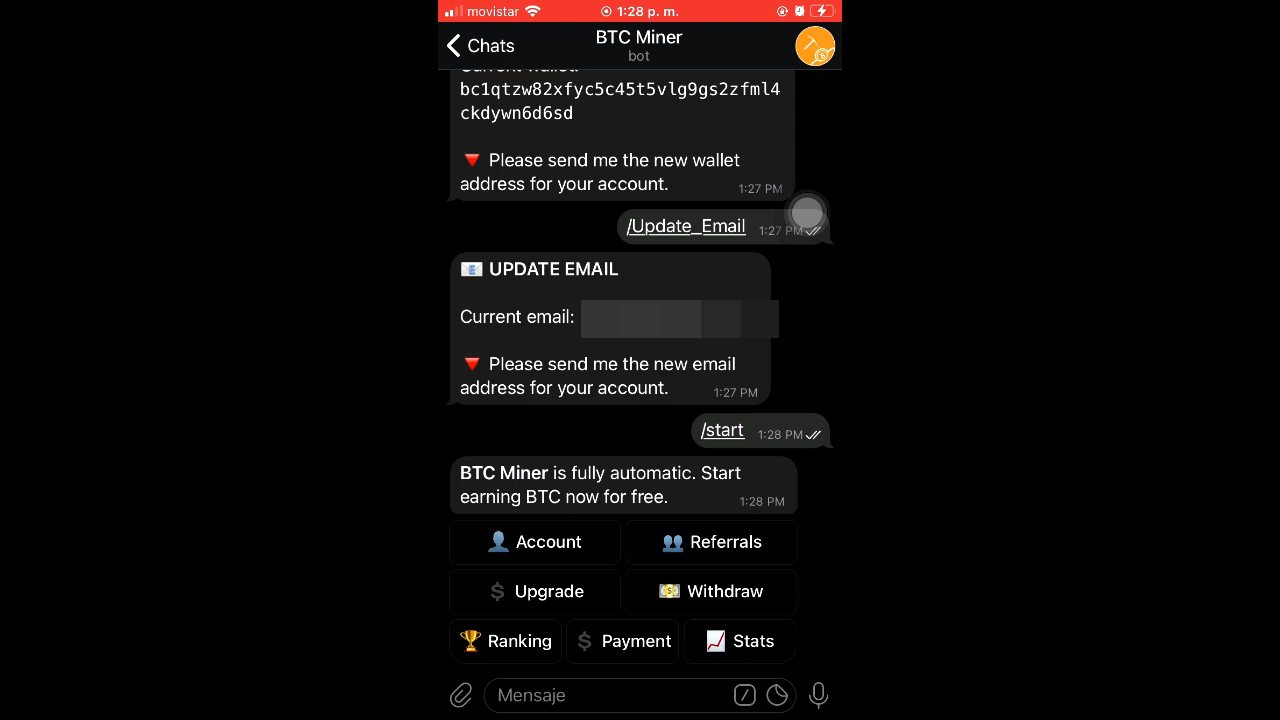 movistar 1:28 p. m.
Chats BTC Miner
bot
bc1qtzw82xfyc5c45t5vlg9gs2zfml4
ckdywn6d6sd
🔻 Please send me the new wallet
address for your account. 1:27 PM
/Update_Email 1:27 PM
📧 UPDATE EMAIL
Current email:
🔻 Please send me the new email
address for your account. 1:27 PM
/start 1:28 PM
BTC Miner is fully automatic. Start
earning BTC now for free. 1:28 PM
👤 Account 👥 Referrals
$ Upgrade 💵 Withdraw
🏆 Ranking $ Payment 📈 Stats
Mensaje